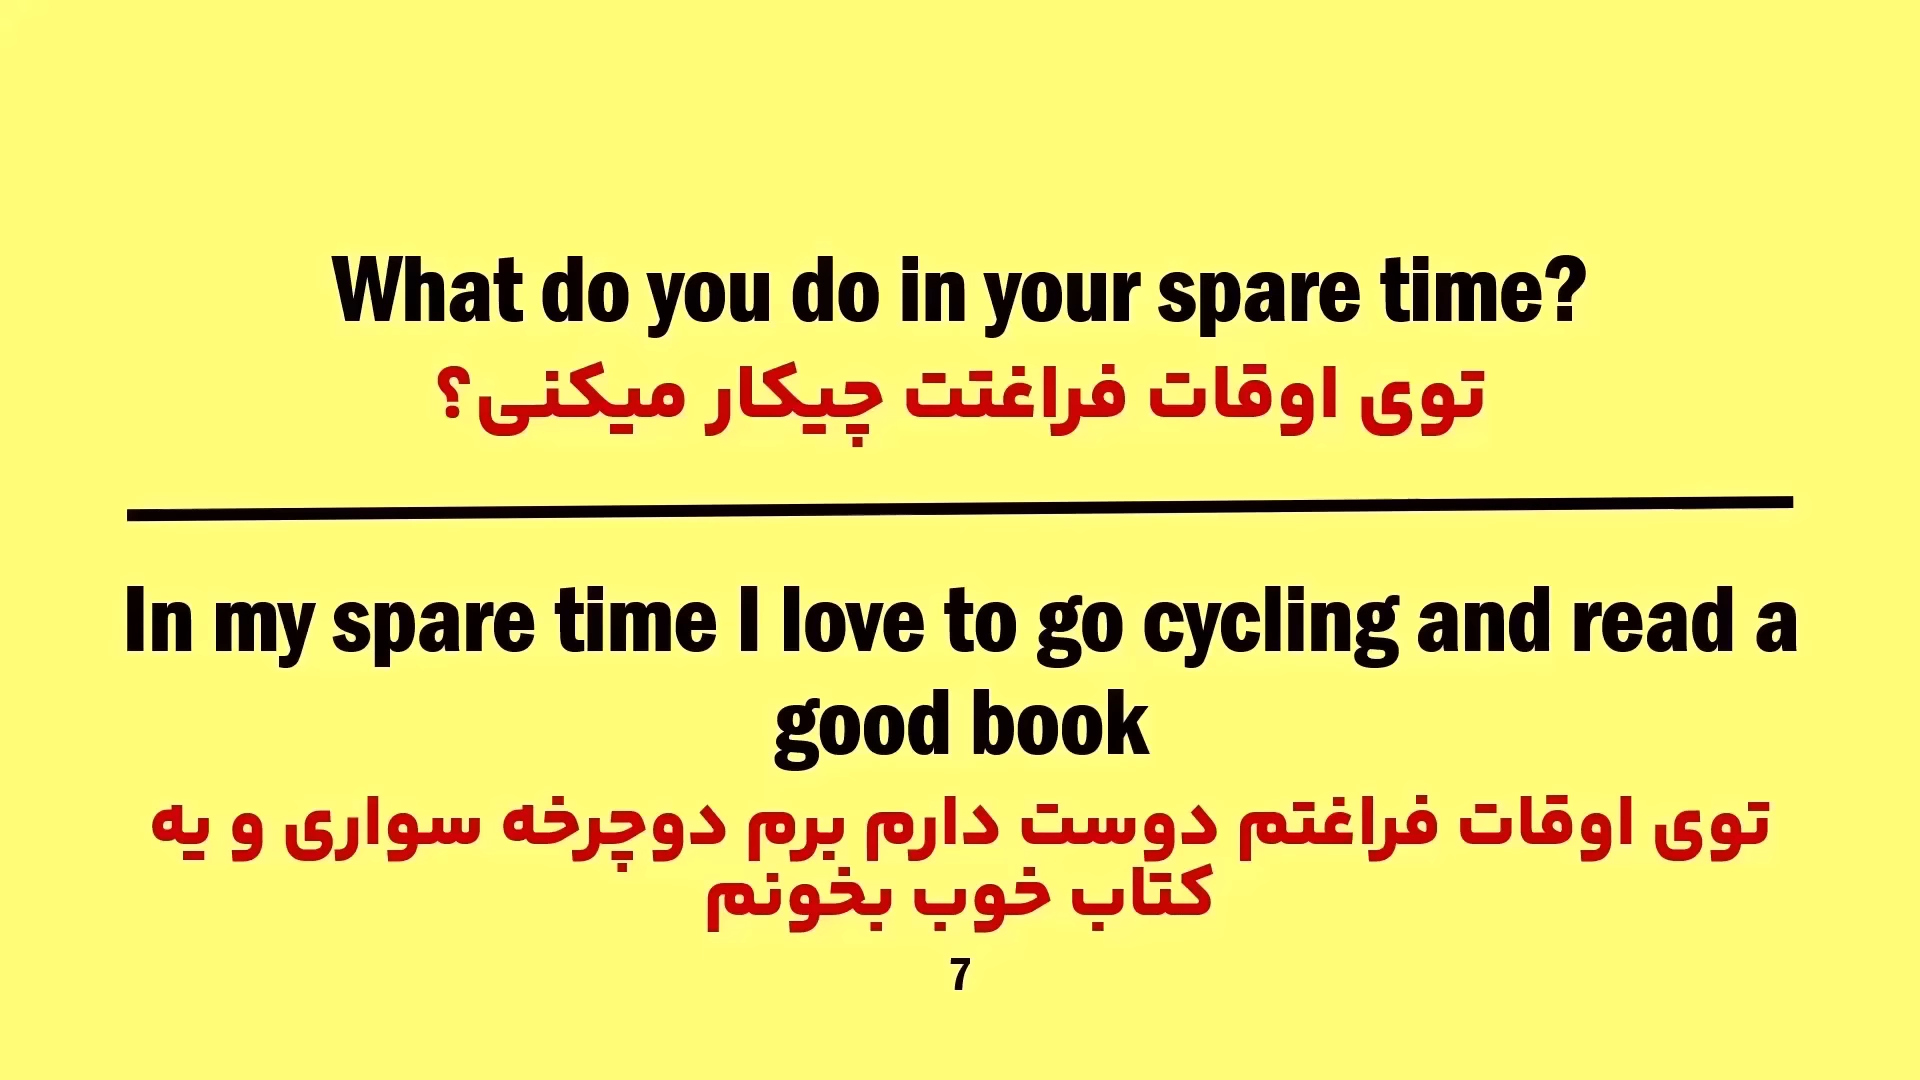 What do you do in your spare time?
توی اوقات فراغتت چیکار میکنی؟
In my spare time I love to go cycling and read a
good book
توی اوقات فراغتم دوست دارم برم دوچرخه سواری و یه
کتاب خوب بخونم
7